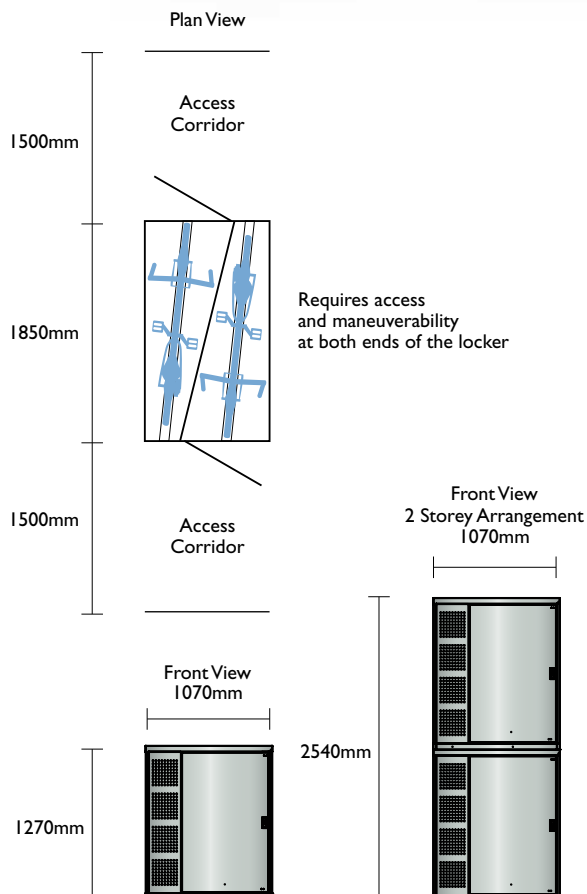 Plan View
Access
Corridor
1500mm
1850mm
Requires access
and maneuverability
at both ends of the locker
1500mm
Access
Corridor
Front View
2 Storey Arrangement
1070mm
Front View
1070mm
2540mm
1270mm